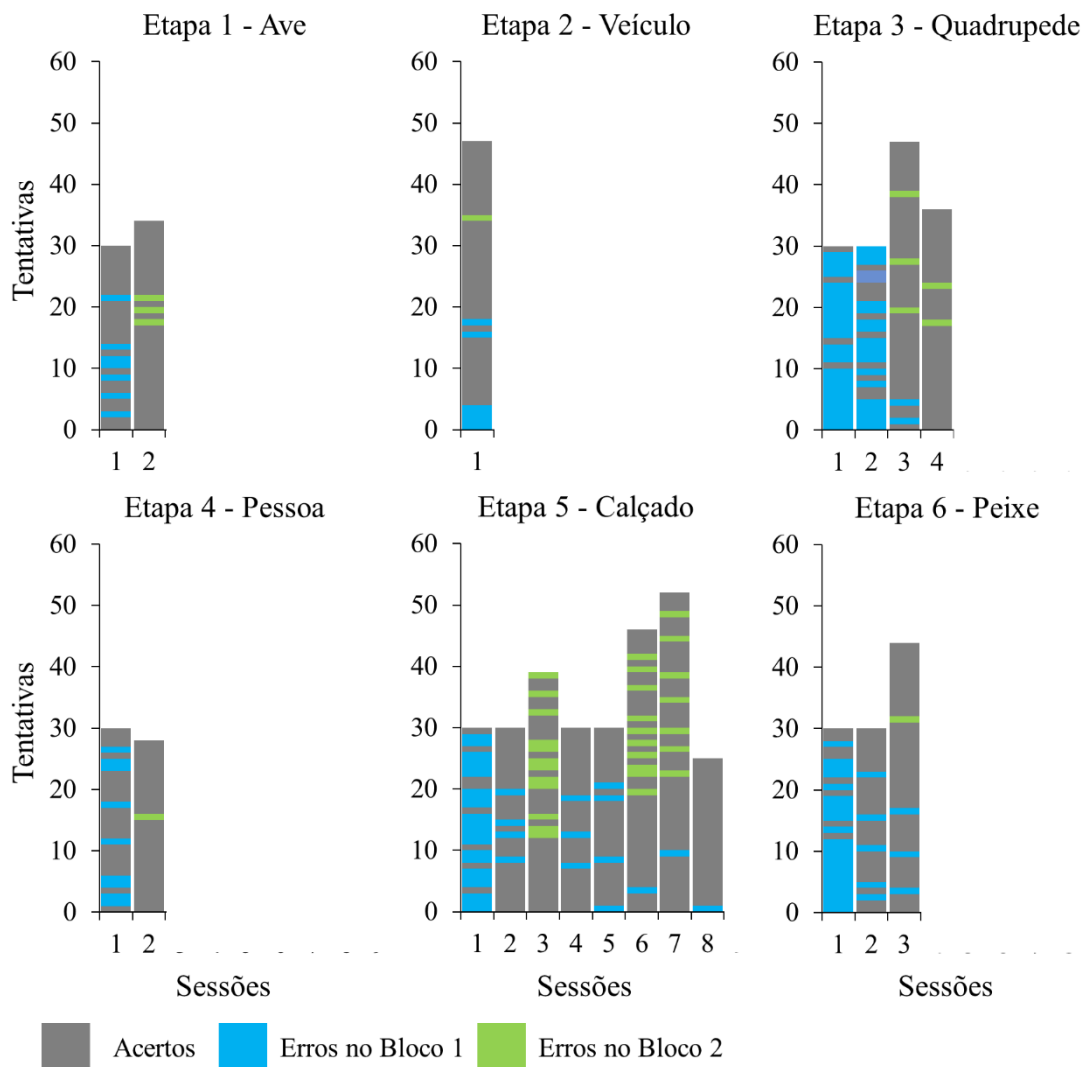 Etapa 1 - Ave
Etapa 2 - Veículo
Etapa 3 - Quadrupede
Tentativas
60
50
40
30
20
10
0
1 2
60
50
40
30
20
10
0
1
60
50
40
30
20
10
0
1 2 3 4
Etapa 4 - Pessoa
Etapa 5 - Calçado
Etapa 6 - Peixe
Tentativas
60
50
40
30
20
10
0
1 2
60
50
40
30
20
10
0
1 2 3 4 5 6 7 8
60
50
40
30
20
10
0
1 2 3
Sessões
Sessões
Sessões
Acertos
Erros no Bloco 1
Erros no Bloco 2